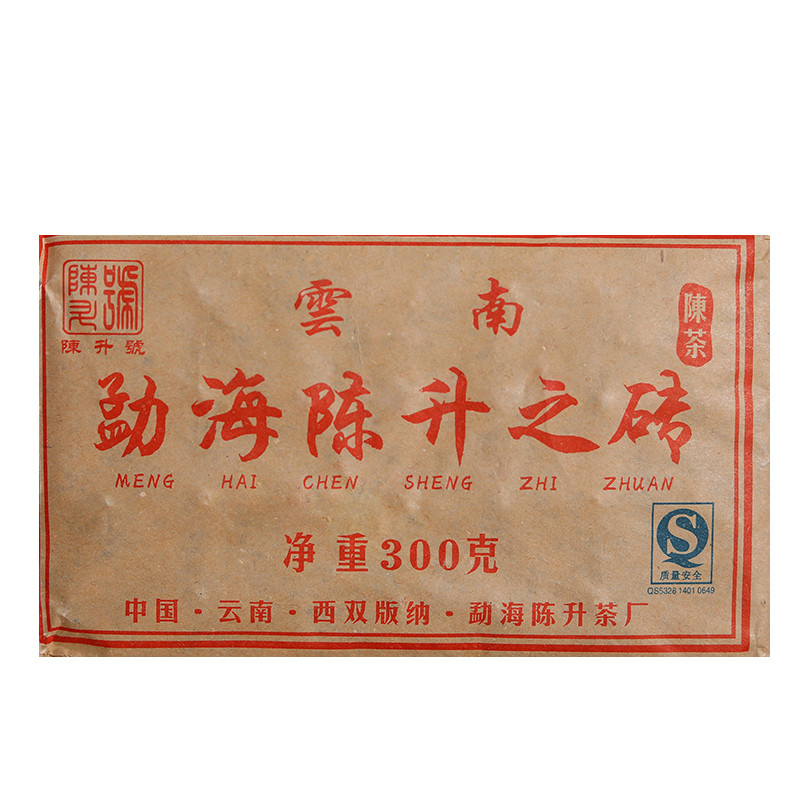 陳升號
陳升號
雲南
陳茶
勐海陈升之砖
MENG HAI CHEN SHENG ZHI ZHUAN
净重300克
质量安全
QS5328 1401 0649
中国·云南·西双版纳·勐海陈升茶厂